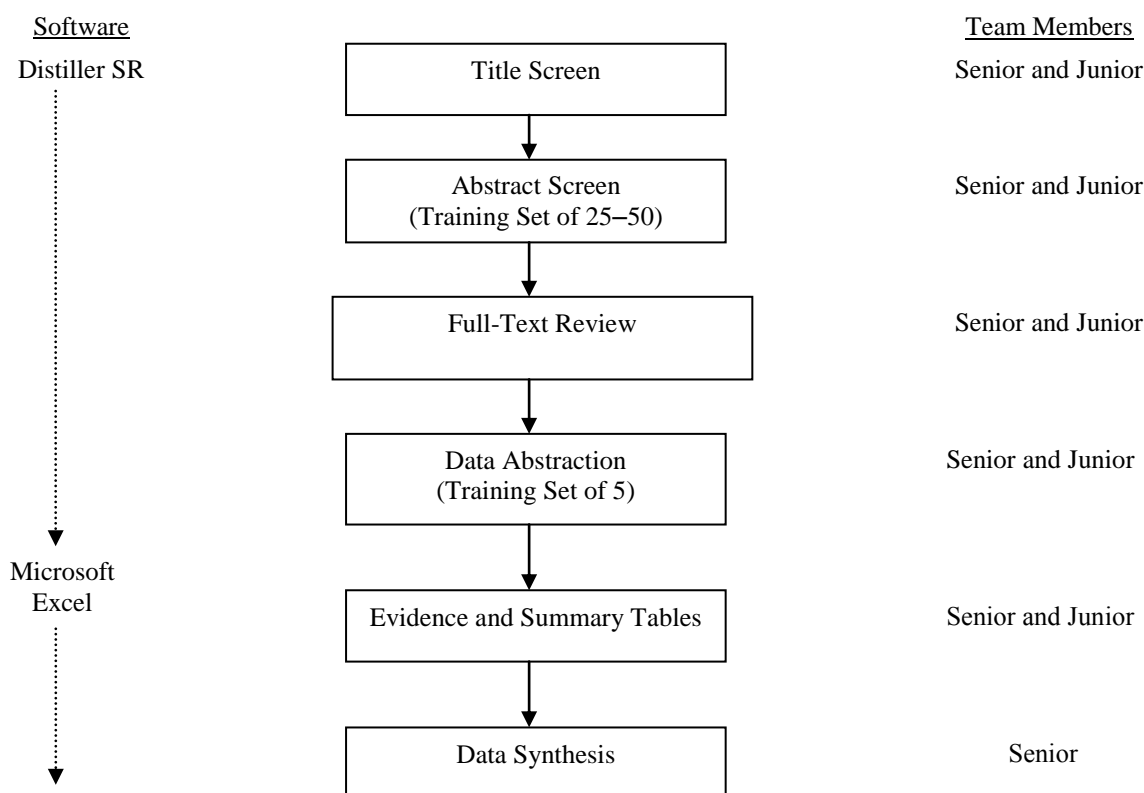 Software
Team Members
Distiller SR
Title Screen
Senior and Junior
Abstract Screen
(Training Set of 25–50)
Senior and Junior
Full-Text Review
Senior and Junior
Data Abstraction
(Training Set of 5)
Senior and Junior
Microsoft
Excel
Evidence and Summary Tables
Senior and Junior
Data Synthesis
Senior